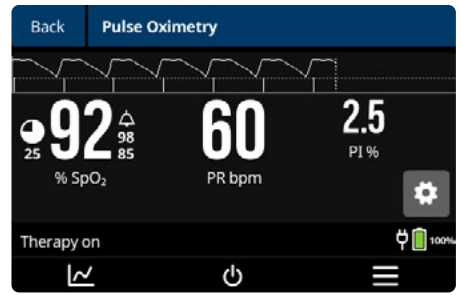 Back Pulse Oximetry
92 98 60 2.5
25 85 PI %
% SpO₂ PR bpm
Therapy on 100%